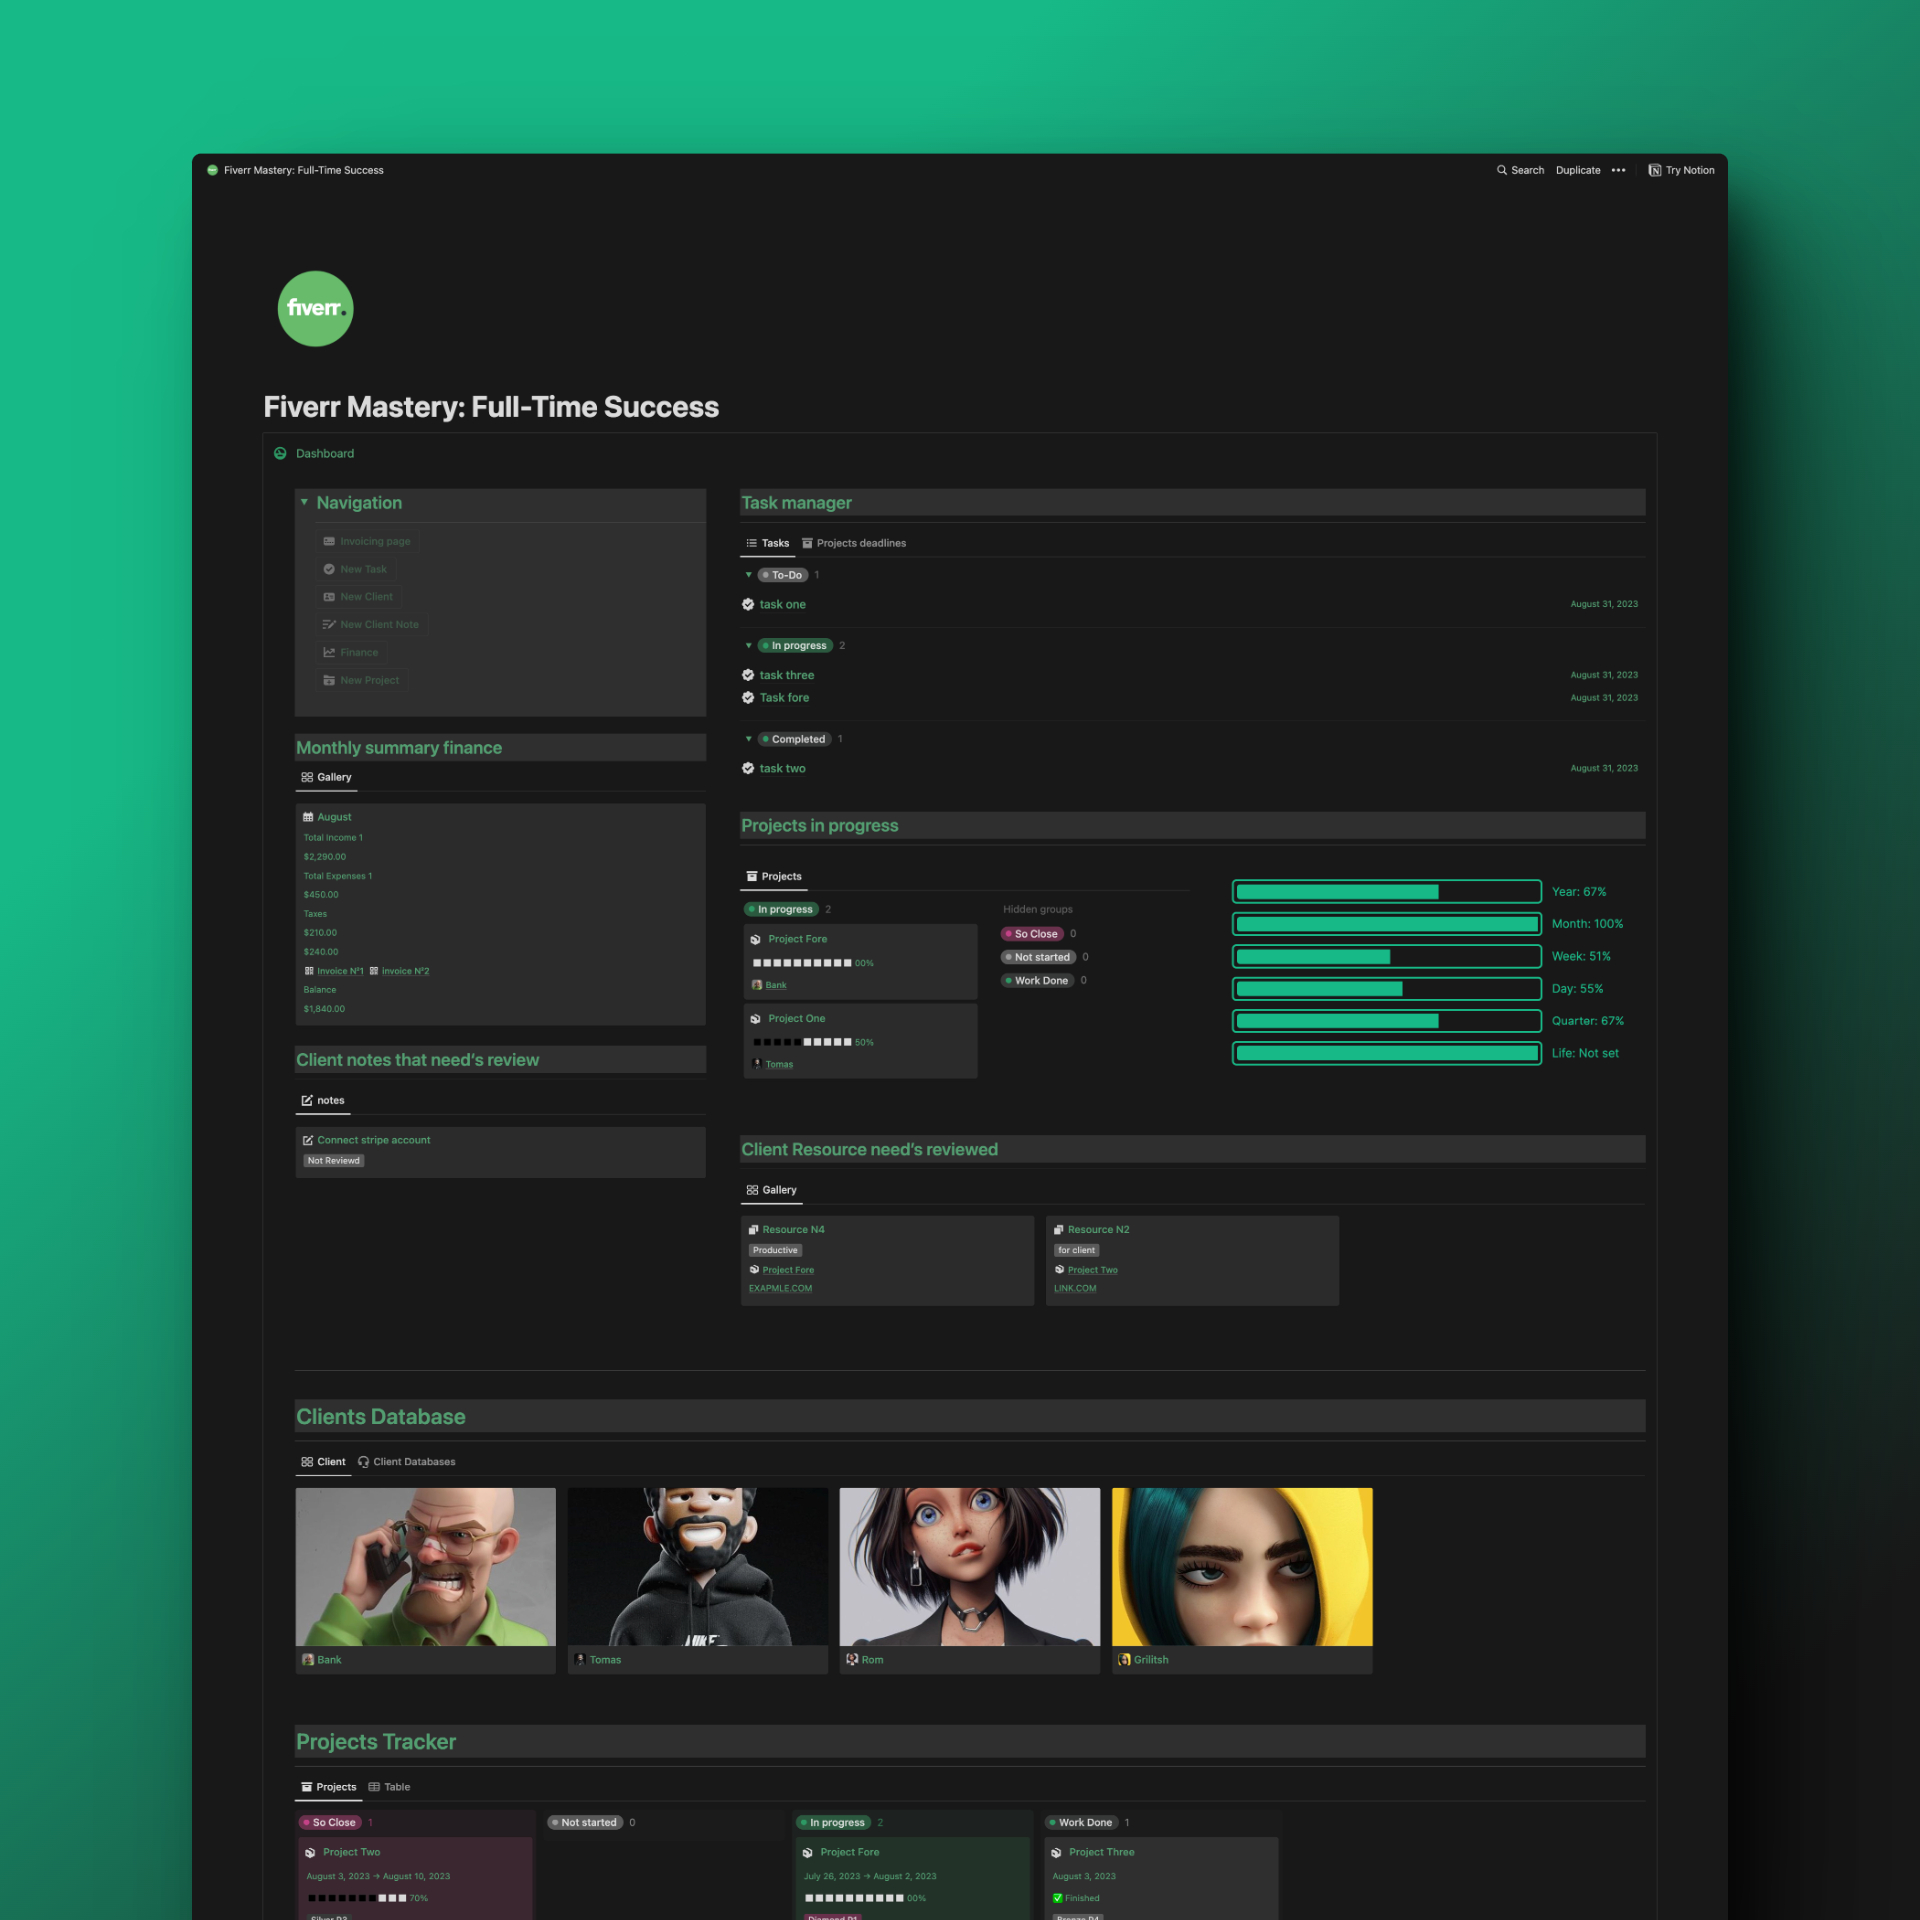 Fiverr Mastery: Full-Time Success
Search Duplicate Try Notion
fiverr.
Fiverr Mastery: Full-Time Success
Dashboard
Navigation
Invoicing page
New Task
New Client
New Client Note
Finance
New Project
Monthly summary finance
Gallery
August
Total Income 1
$2,290.00
Total Expenses 1
$450.00
Taxes
$210.00
$240.00
Invoice Nº1 invoice Nº2
Balance
$1,840.00
Client notes that need's review
notes
Connect stripe account
Not Reviewd
Task manager
Tasks Projects deadlines
To-Do 1
task one August 31, 2023
In progress 2
task three August 31, 2023
Task fore August 31, 2023
Completed 1
task two August 31, 2023
Projects in progress
Projects
In progress 2
Project Fore
00%
Bank
Project One
50%
Tomas
Hidden groups
So Close 0
Not started 0
Work Done 0
Year: 67%
Month: 100%
Week: 51%
Day: 55%
Quarter: 67%
Life: Not set
Client Resource need's reviewed
Gallery
Resource N4
Productive
Project Fore
EXAPMLE.COM
Resource N2
for client
Project Two
LINK.COM
Clients Database
Client Client Databases
Bank
Tomas
Rom
Grilitsh
Projects Tracker
Projects Table
So Close 1
Project Two
August 3, 2023 → August 10, 2023
70%
Silver P3
Not started 0
In progress 2
Project Fore
July 26, 2023 → August 2, 2023
00%
Diamond P1
Work Done 1
Project Three
August 3, 2023
Finished
Bronze P4